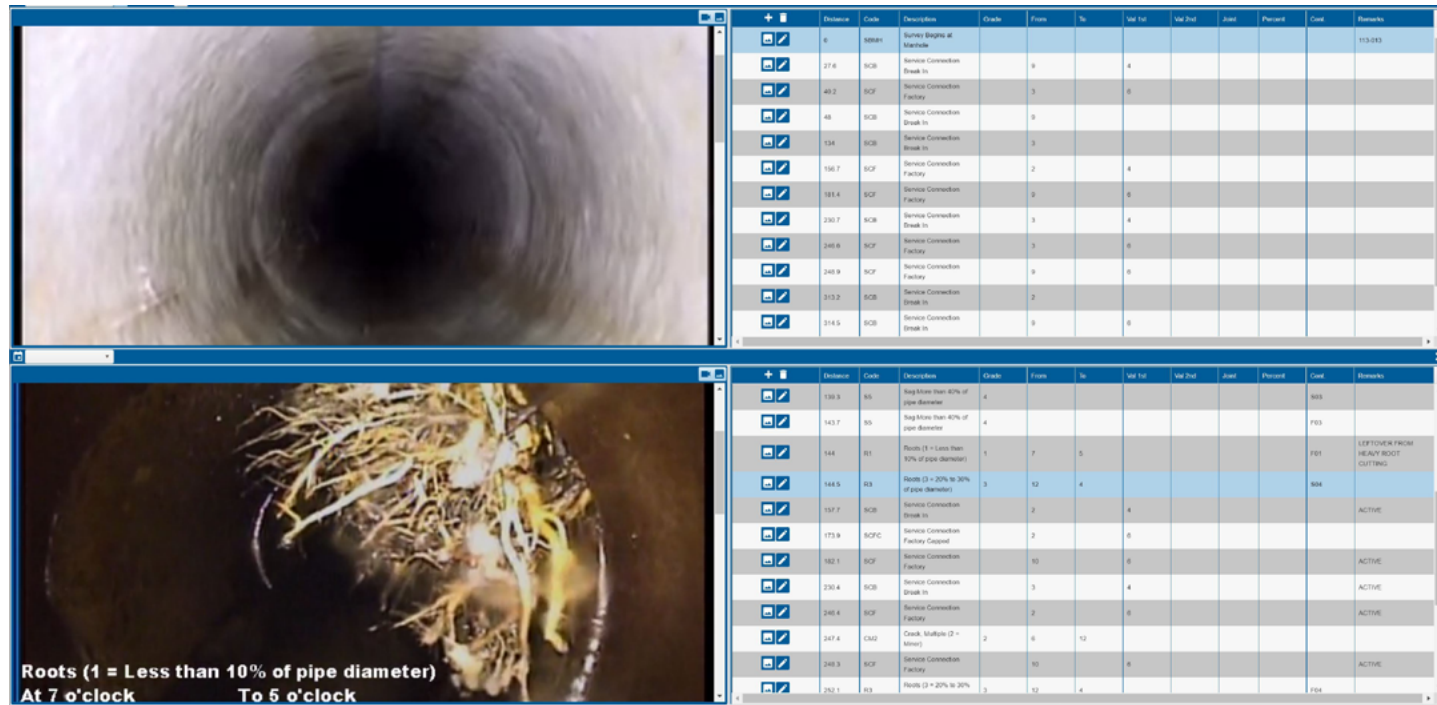 Distance Code Description Grade From To Val 1st Val 2nd Joint Percent Cont. Remarks
0 SBM# Survey Begins at Manhole 113-013
27.6 SCB Service Connection Break In 9 4
SCF Service Connection Factory 3 6
48 SCB Service Connection Break In 9
134 SCB Service Connection Break In 3
156.7 SCF Service Connection Factory 2 4
181.4 SCF Service Connection Factory 9 6
230.7 SCB Service Connection Break In 3 4
246.6 SCF Service Connection Factory 3 6
248.9 SCF Service Connection Factory 9 6
313.2 SCB Service Connection Break In 2
314.5 SCB Service Connection Break In 9 6
Roots (1 = Less than 10% of pipe diameter)
At 7 o'clock To 5 o'clock
Distance Code Description Grade From To Val 1st Val 2nd Joint Percent Cont. Remarks
138.3 S5 Sag More than 40% of pipe diameter 4 S03
143.7 S5 Sag More than 40% of pipe diameter 4 F03
144 R1 Roots (1 = Less than 10% of pipe diameter) 1 7 5 F01 LEFTOVER FROM HEAVY ROOT CUTTING
144.5 R3 Roots (3 = 20% to 30% of pipe diameter) 3 12 4 S04
157.7 SCB Service Connection Break In 2 4 ACTIVE
173.9 SCFC Service Connection Factory Capped 2 6
182.1 SCF Service Connection Factory 10 6 ACTIVE
230.4 SCB Service Connection Break In 3 4 ACTIVE
246.4 SCF Service Connection Factory 2 6 ACTIVE
247.4 CM2 Crack, Multiple (2 = Minor) 2 6 12
248.3 SCF Service Connection Factory 10 6 ACTIVE
252.1 R3 Roots (3 = 20% to 30% 3 12 4 F04